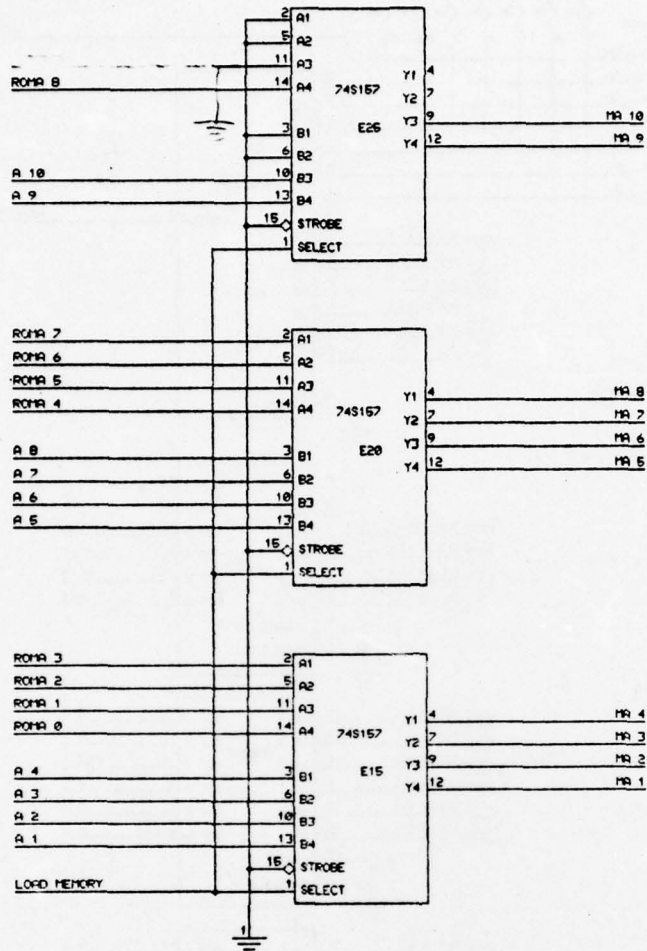 2 A1
5 A2
11 A3
ROMA 8 14 A4
74S157
E25
Y1 4
Y2 7
Y3 9 MA 10
Y4 12 MA 9
3 B1
6 B2
A 10 10 B3
A 9 13 B4
15 STROBE
1 SELECT
ROMA 7 2 A1
ROMA 6 5 A2
ROMA 5 11 A3
ROMA 4 14 A4
74S157
E20
Y1 4 MA 8
Y2 7 MA 7
Y3 9 MA 6
Y4 12 MA 5
A 8 3 B1
A 7 6 B2
A 6 10 B3
A 5 13 B4
15 STROBE
1 SELECT
ROMA 3 2 A1
ROMA 2 5 A2
ROMA 1 11 A3
ROMA 0 14 A4
74S157
E15
Y1 4 MA 4
Y2 7 MA 3
Y3 9 MA 2
Y4 12 MA 1
A 4 3 B1
A 3 6 B2
A 2 10 B3
A 1 13 B4
15 STROBE
LOAD MEMORY 1 SELECT
1